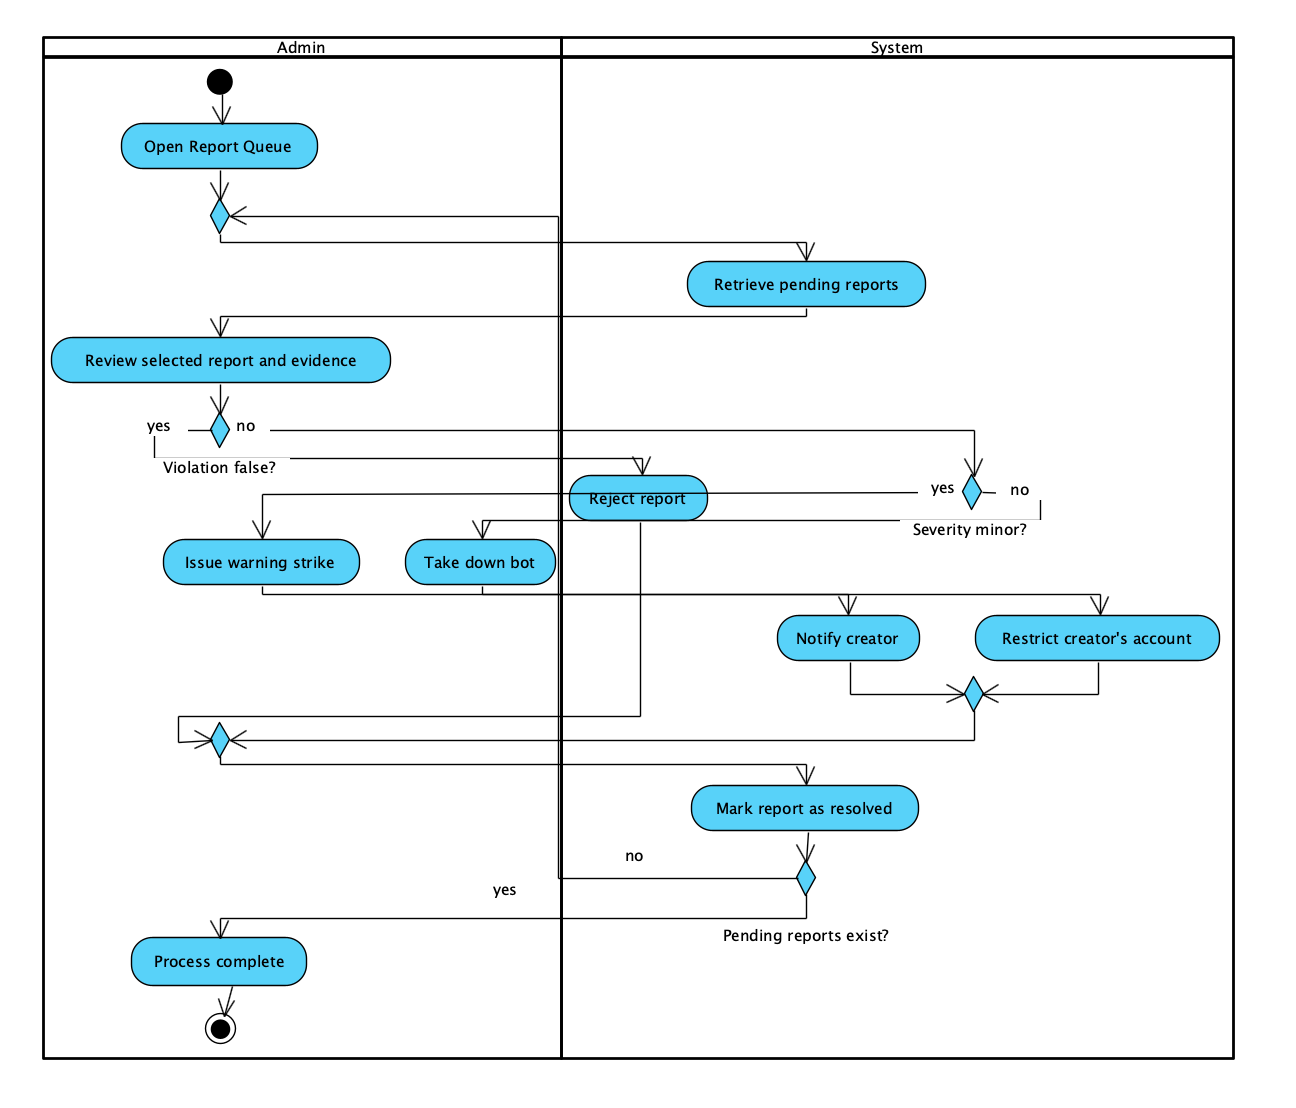 Admin
System
Open Report Queue
Retrieve pending reports
Review selected report and evidence
yes
no
Violation false?
Reject report
yes
no
Severity minor?
Issue warning strike
Take down bot
Notify creator
Restrict creator's account
Mark report as resolved
no
yes
Pending reports exist?
Process complete